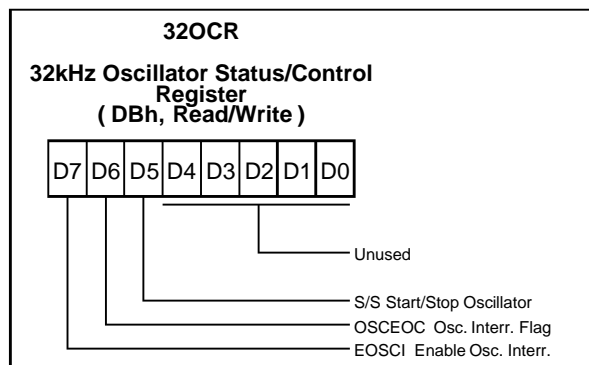 32OCR
32kHz Oscillator Status/Control
Register
( DBh, Read/Write )
D7 D6 D5 D4 D3 D2 D1 D0
Unused
S/S Start/Stop Oscillator
OSCEOC Osc. Interr. Flag
EOSCI Enable Osc. Interr.